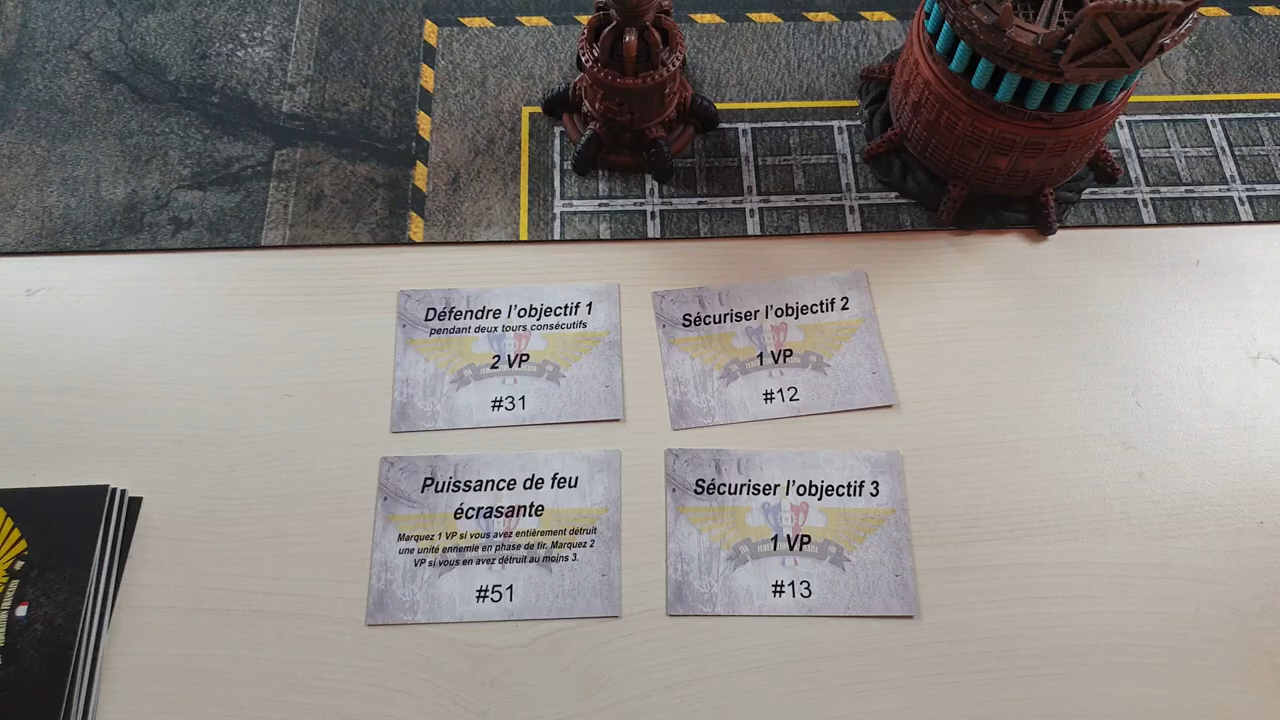 Défendre l'objectif 1
pendant deux tours consécutifs
2 VP
#31
Sécuriser l'objectif 2
1 VP
#12
Puissance de feu
écrasante
Marquez 1 VP si vous avez entièrement détruit
une unité ennemie en phase de tir. Marquez 2
VP si vous en avez détruit au moins 3.
#51
Sécuriser l'objectif 3
1 VP
#13